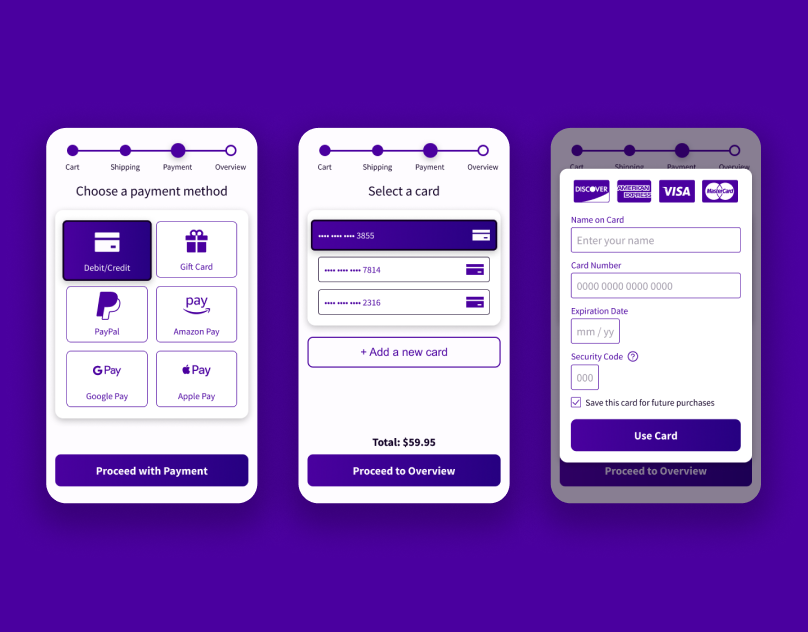 Cart Shipping Payment Overview
Choose a payment method
Debit/Credit
Gift Card
PayPal
pay
Amazon Pay
G Pay
Google Pay
Pay
Apple Pay
Proceed with Payment
Cart Shipping Payment Overview
Select a card
•••• •••• •••• 3855
•••• •••• •••• 7814
•••• •••• •••• 2316
+ Add a new card
Total: $59.95
Proceed to Overview
Cart Shipping Payment Overview
DISCOVER
AMERICAN
EXPRESS
VISA
MasterCard
Name on Card
Enter your name
Card Number
0000 0000 0000 0000
Expiration Date
mm / yy
Security Code ?
000
Save this card for future purchases
Use Card
Proceed to Overview